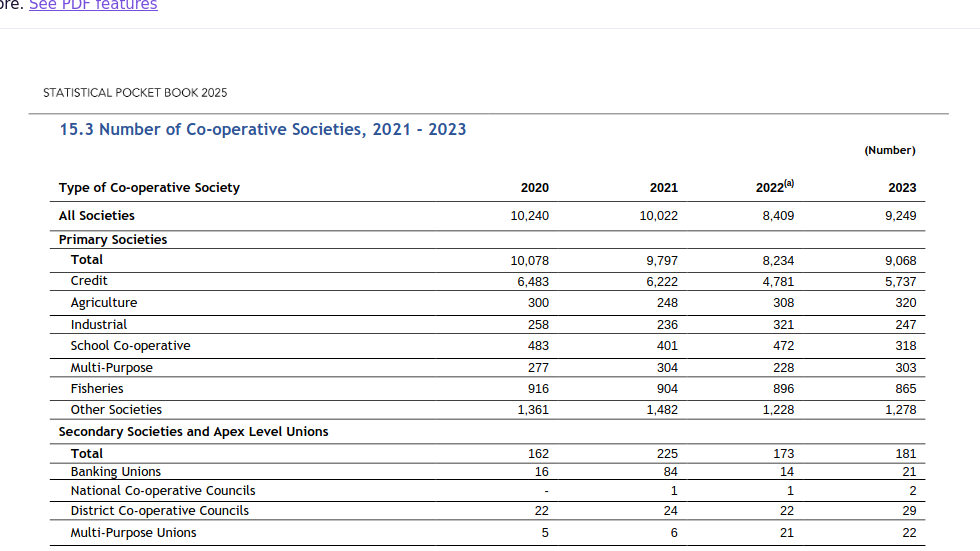 ore. See PDF features
STATISTICAL POCKET BOOK 2025
15.3 Number of Co-operative Societies, 2021 - 2023
(Number)
Type of Co-operative Society 2020 2021 2022(a) 2023
All Societies 10,240 10,022 8,409 9,249
Primary Societies
Total 10,078 9,797 8,234 9,068
Credit 6,483 6,222 4,781 5,737
Agriculture 300 248 308 320
Industrial 258 236 321 247
School Co-operative 483 401 472 318
Multi-Purpose 277 304 228 303
Fisheries 916 904 896 865
Other Societies 1,361 1,482 1,228 1,278
Secondary Societies and Apex Level Unions
Total 162 225 173 181
Banking Unions 16 84 14 21
National Co-operative Councils - 1 1 2
District Co-operative Councils 22 24 22 29
Multi-Purpose Unions 5 6 21 22